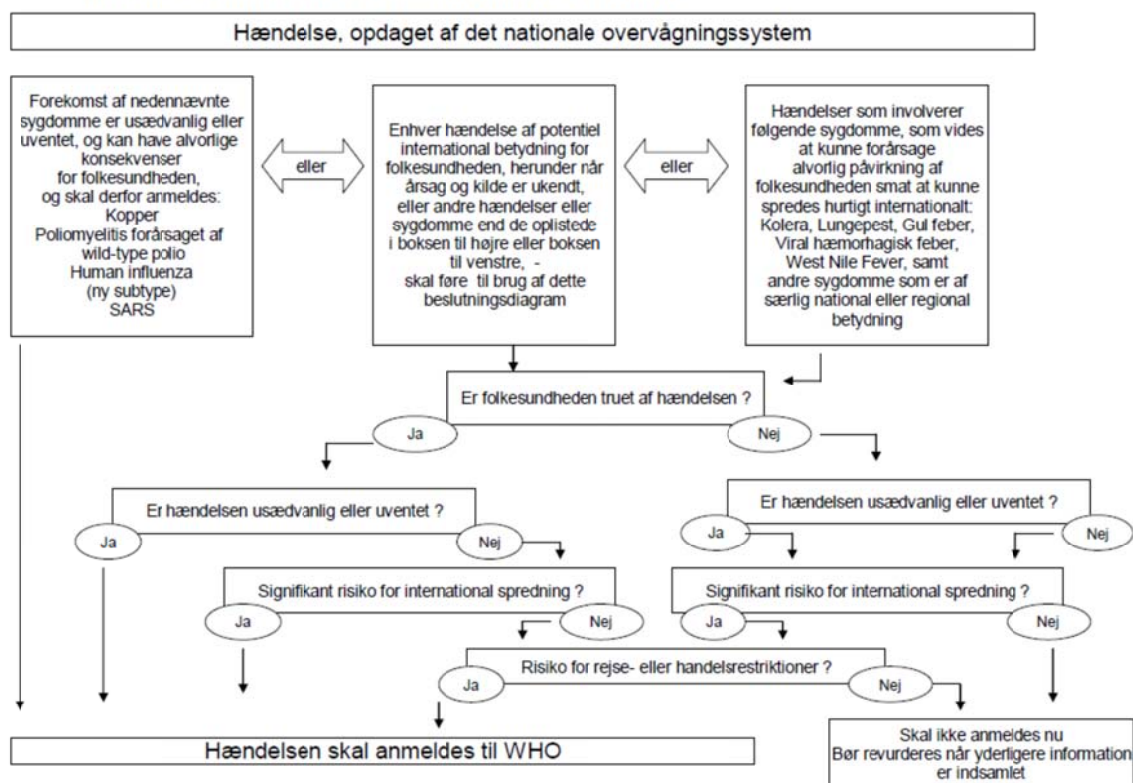 Hændelse, opdaget af det nationale overvågningssystem
Forekomst af nedennævnte
sygdomme er usædvanlig eller
uventet, og kan have alvorlige
konsekvenser
for folkesundheden,
og skal derfor anmeldes:
Kopper
Poliomyelitis forårsaget af
wild-type polio
Human influenza
(ny subtype)
SARS
eller
Enhver hændelse af potentiel
international betydning for
folkesundheden, herunder når
årsag og kilde er ukendt,
eller andre hændelser eller
sygdomme end de oplistede
i boksen til højre eller boksen
til venstre, -
skal føre til brug af dette
beslutningsdiagram
eller
Hændelser som involverer
følgende sygdomme, som vides
at kunne forårsage
alvorlig påvirkning af
folkesundheden smat at kunne
spredes hurtigt internationalt:
Kolera, Lungepest, Gul feber,
Viral hæmorhagisk feber,
West Nile Fever, samt
andre sygdomme som er af
særlig national eller regional
betydning
Er folkesundheden truet af hændelsen ?
Ja
Nej
Er hændelsen usædvanlig eller uventet ?
Ja
Nej
Er hændelsen usædvanlig eller uventet ?
Ja
Nej
Signifikant risiko for international spredning ?
Ja
Nej
Signifikant risiko for international spredning ?
Ja
Nej
Risiko for rejse- eller handelsrestriktioner ?
Ja
Nej
Hændelsen skal anmeldes til WHO
Skal ikke anmeldes nu
Bør revurderes når yderligere information
er indsamlet